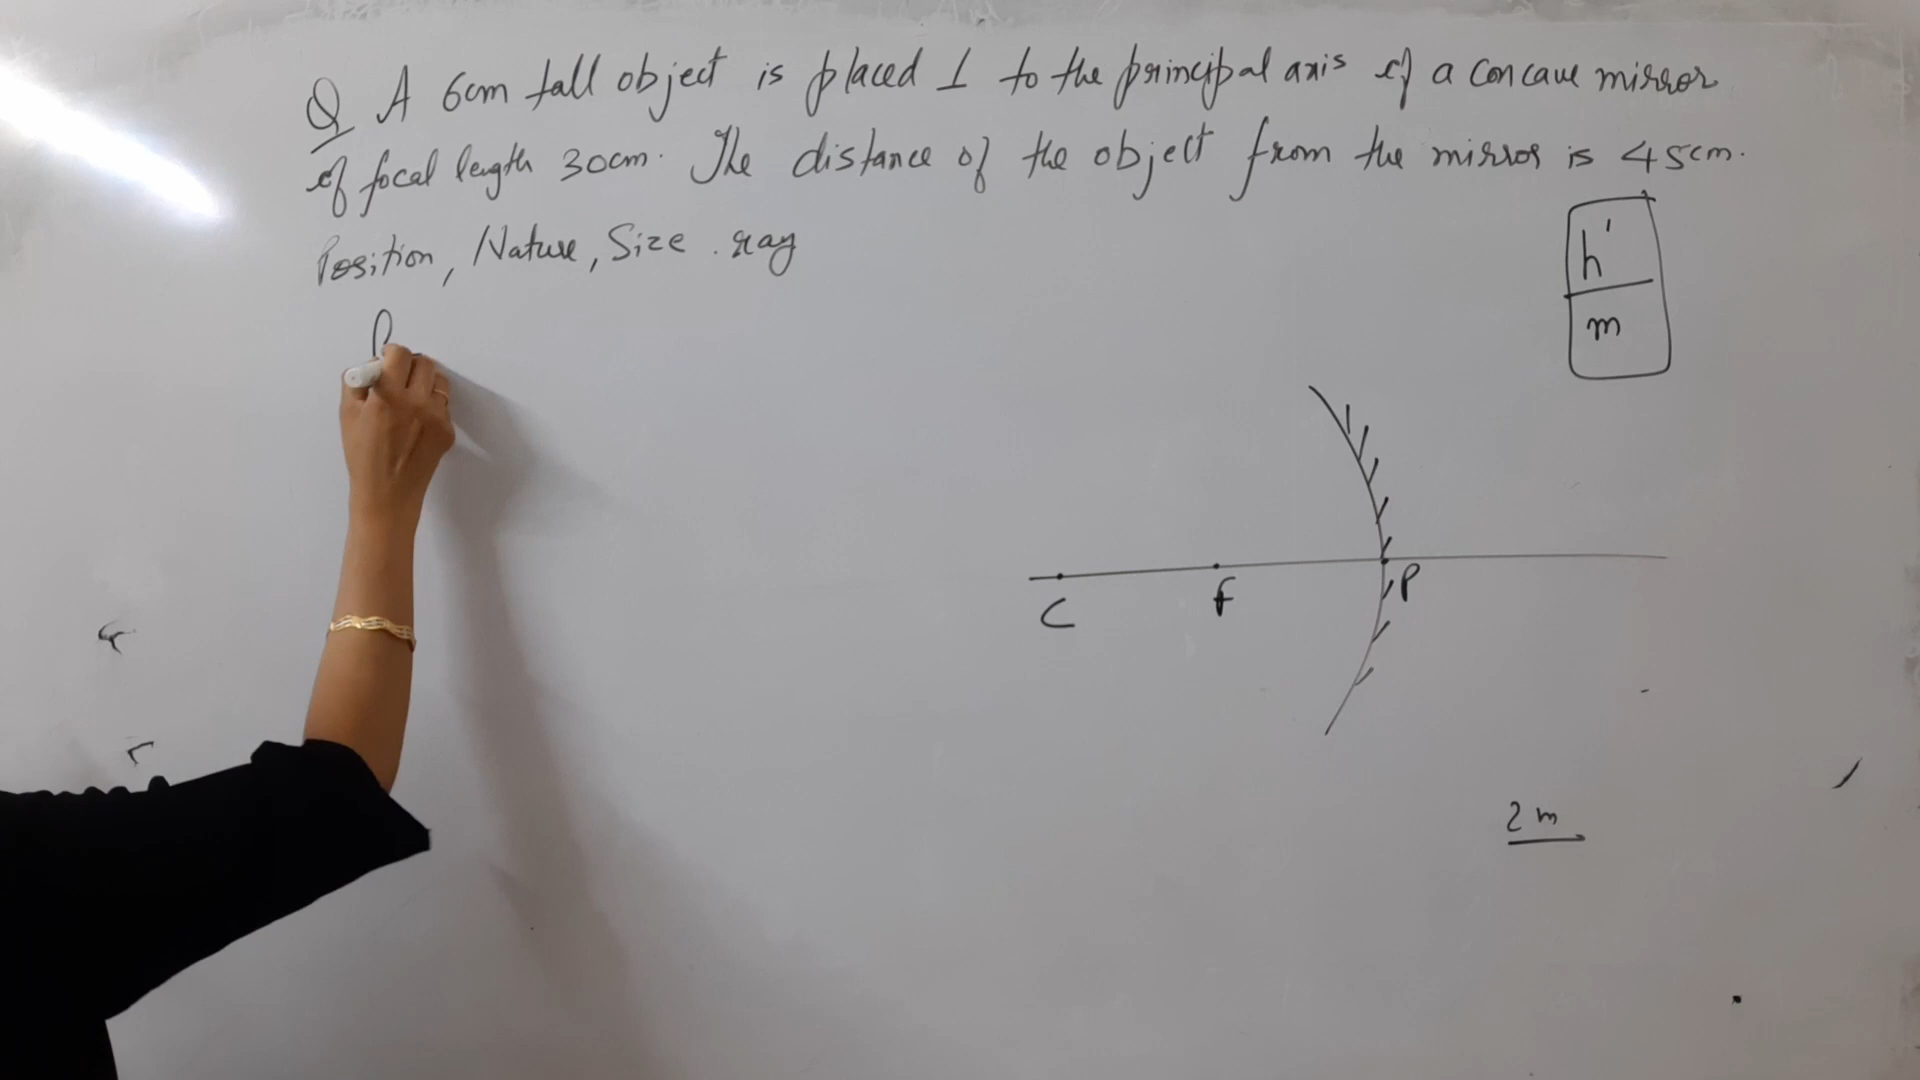 Q A 6cm tall object is placed ⊥ to the principal axis of a concave mirror
of focal length 30cm. The distance of the object from the mirror is 45cm.
Position, Nature, Size . ray
h'
m
C F P
2 m